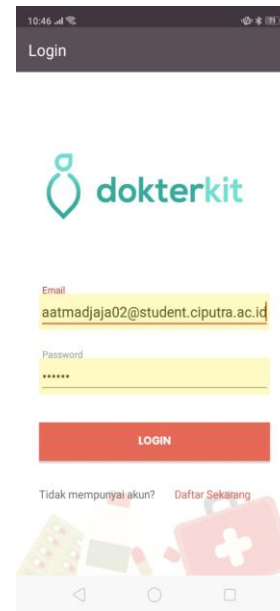 10:46
Login
dokterkit
Email
aatmadjaja02@student.ciputra.ac.id
Password
••••••
LOGIN
Tidak mempunyai akun? Daftar Sekarang